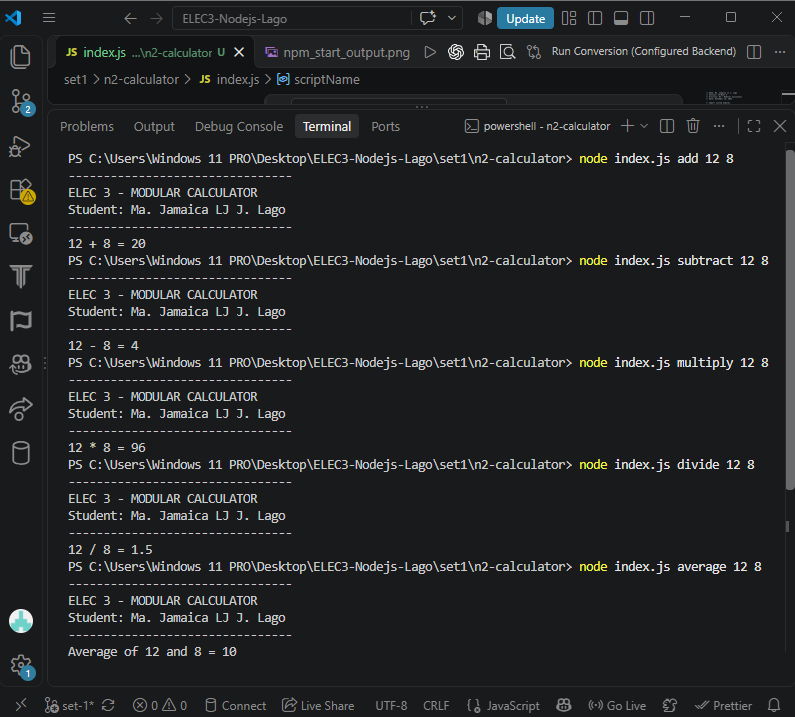 ELEC3-Nodejs-Lago
Update
JS index.js ...\n2-calculator U
npm_start_output.png
Run Conversion (Configured Backend)
set1 > n2-calculator > JS index.js > scriptName
2
Problems Output Debug Console Terminal Ports
powershell - n2-calculator
PS C:\Users\Windows 11 PRO\Desktop\ELEC3-Nodejs-Lago\set1\n2-calculator> node index.js add 12 8
--------------------------------
ELEC 3 - MODULAR CALCULATOR
Student: Ma. Jamaica LJ J. Lago
--------------------------------
12 + 8 = 20
PS C:\Users\Windows 11 PRO\Desktop\ELEC3-Nodejs-Lago\set1\n2-calculator> node index.js subtract 12 8
--------------------------------
ELEC 3 - MODULAR CALCULATOR
Student: Ma. Jamaica LJ J. Lago
--------------------------------
12 - 8 = 4
PS C:\Users\Windows 11 PRO\Desktop\ELEC3-Nodejs-Lago\set1\n2-calculator> node index.js multiply 12 8
--------------------------------
ELEC 3 - MODULAR CALCULATOR
Student: Ma. Jamaica LJ J. Lago
--------------------------------
12 * 8 = 96
PS C:\Users\Windows 11 PRO\Desktop\ELEC3-Nodejs-Lago\set1\n2-calculator> node index.js divide 12 8
--------------------------------
ELEC 3 - MODULAR CALCULATOR
Student: Ma. Jamaica LJ J. Lago
--------------------------------
12 / 8 = 1.5
PS C:\Users\Windows 11 PRO\Desktop\ELEC3-Nodejs-Lago\set1\n2-calculator> node index.js average 12 8
--------------------------------
ELEC 3 - MODULAR CALCULATOR
Student: Ma. Jamaica LJ J. Lago
--------------------------------
Average of 12 and 8 = 10
1
set-1* 0 0 Connect Live Share UTF-8 CRLF {} JavaScript Go Live Prettier